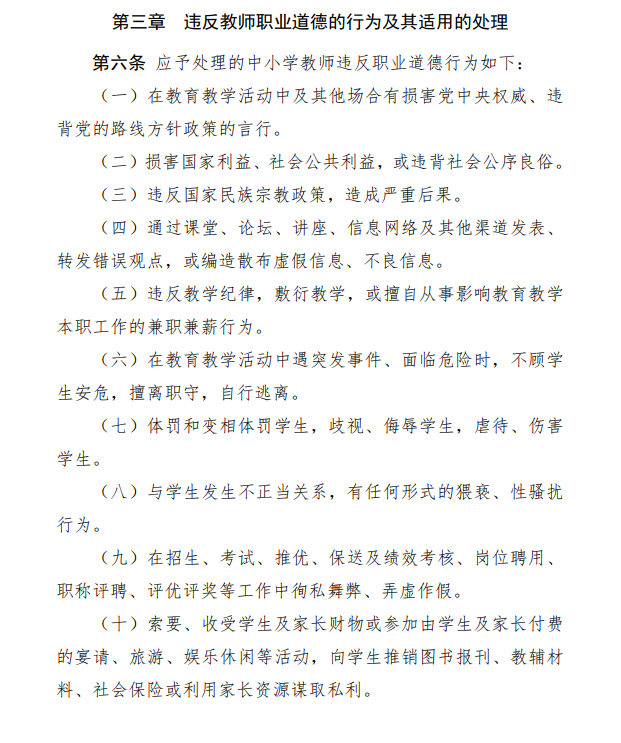 第三章　违反教师职业道德的行为及其适用的处理
第六条 应予处理的中小学教师违反职业道德行为如下：
（一）在教育教学活动中及其他场合有损害党中央权威、违
背党的路线方针政策的言行。
（二）损害国家利益、社会公共利益，或违背社会公序良俗。
（三）违反国家民族宗教政策，造成严重后果。
（四）通过课堂、论坛、讲座、信息网络及其他渠道发表、
转发错误观点，或编造散布虚假信息、不良信息。
（五）违反教学纪律，敷衍教学，或擅自从事影响教育教学
本职工作的兼职兼薪行为。
（六）在教育教学活动中遇突发事件、面临危险时，不顾学
生安危，擅离职守，自行逃离。
（七）体罚和变相体罚学生，歧视、侮辱学生，虐待、伤害
学生。
（八）与学生发生不正当关系，有任何形式的猥亵、性骚扰
行为。
（九）在招生、考试、推优、保送及绩效考核、岗位聘用、
职称评聘、评优评奖等工作中徇私舞弊、弄虚作假。
（十）索要、收受学生及家长财物或参加由学生及家长付费
的宴请、旅游、娱乐休闲等活动，向学生推销图书报刊、教辅材
料、社会保险或利用家长资源谋取私利。